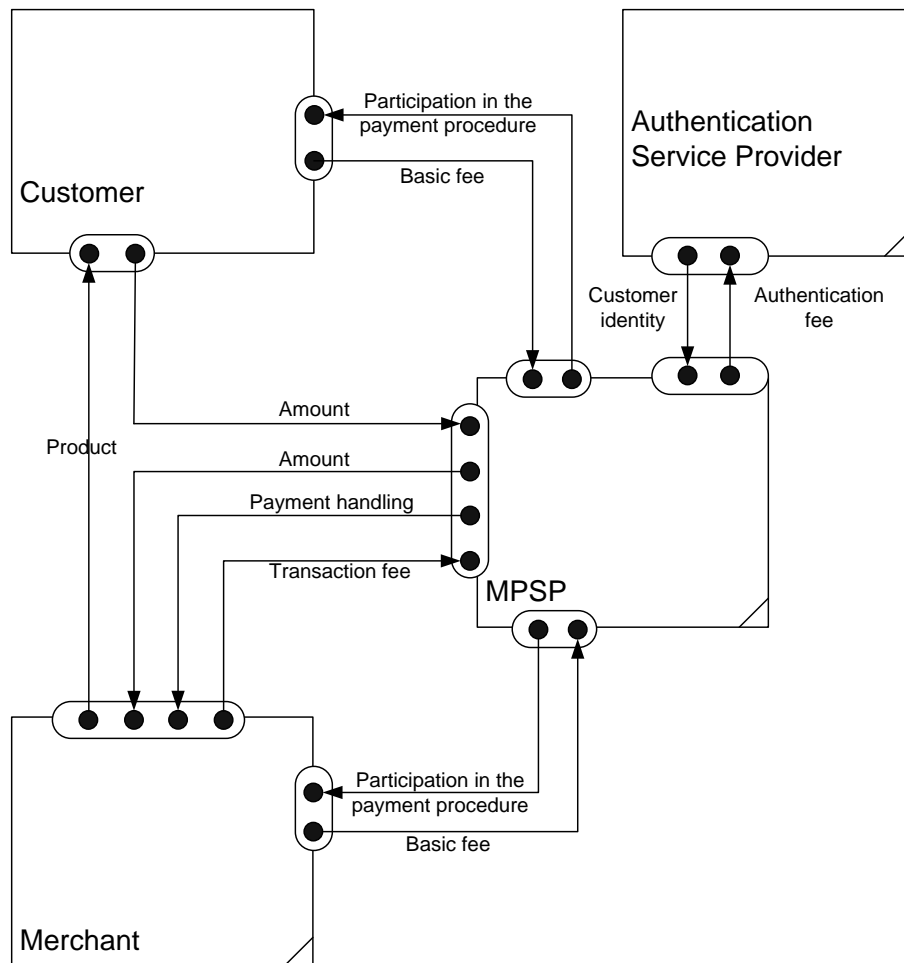 Participation in the
payment procedure
Basic fee
Customer
Authentication
Service Provider
Customer
identity
Authentication
fee
Amount
Product
Amount
Payment handling
Transaction fee
MPSP
Participation in the
payment procedure
Basic fee
Merchant